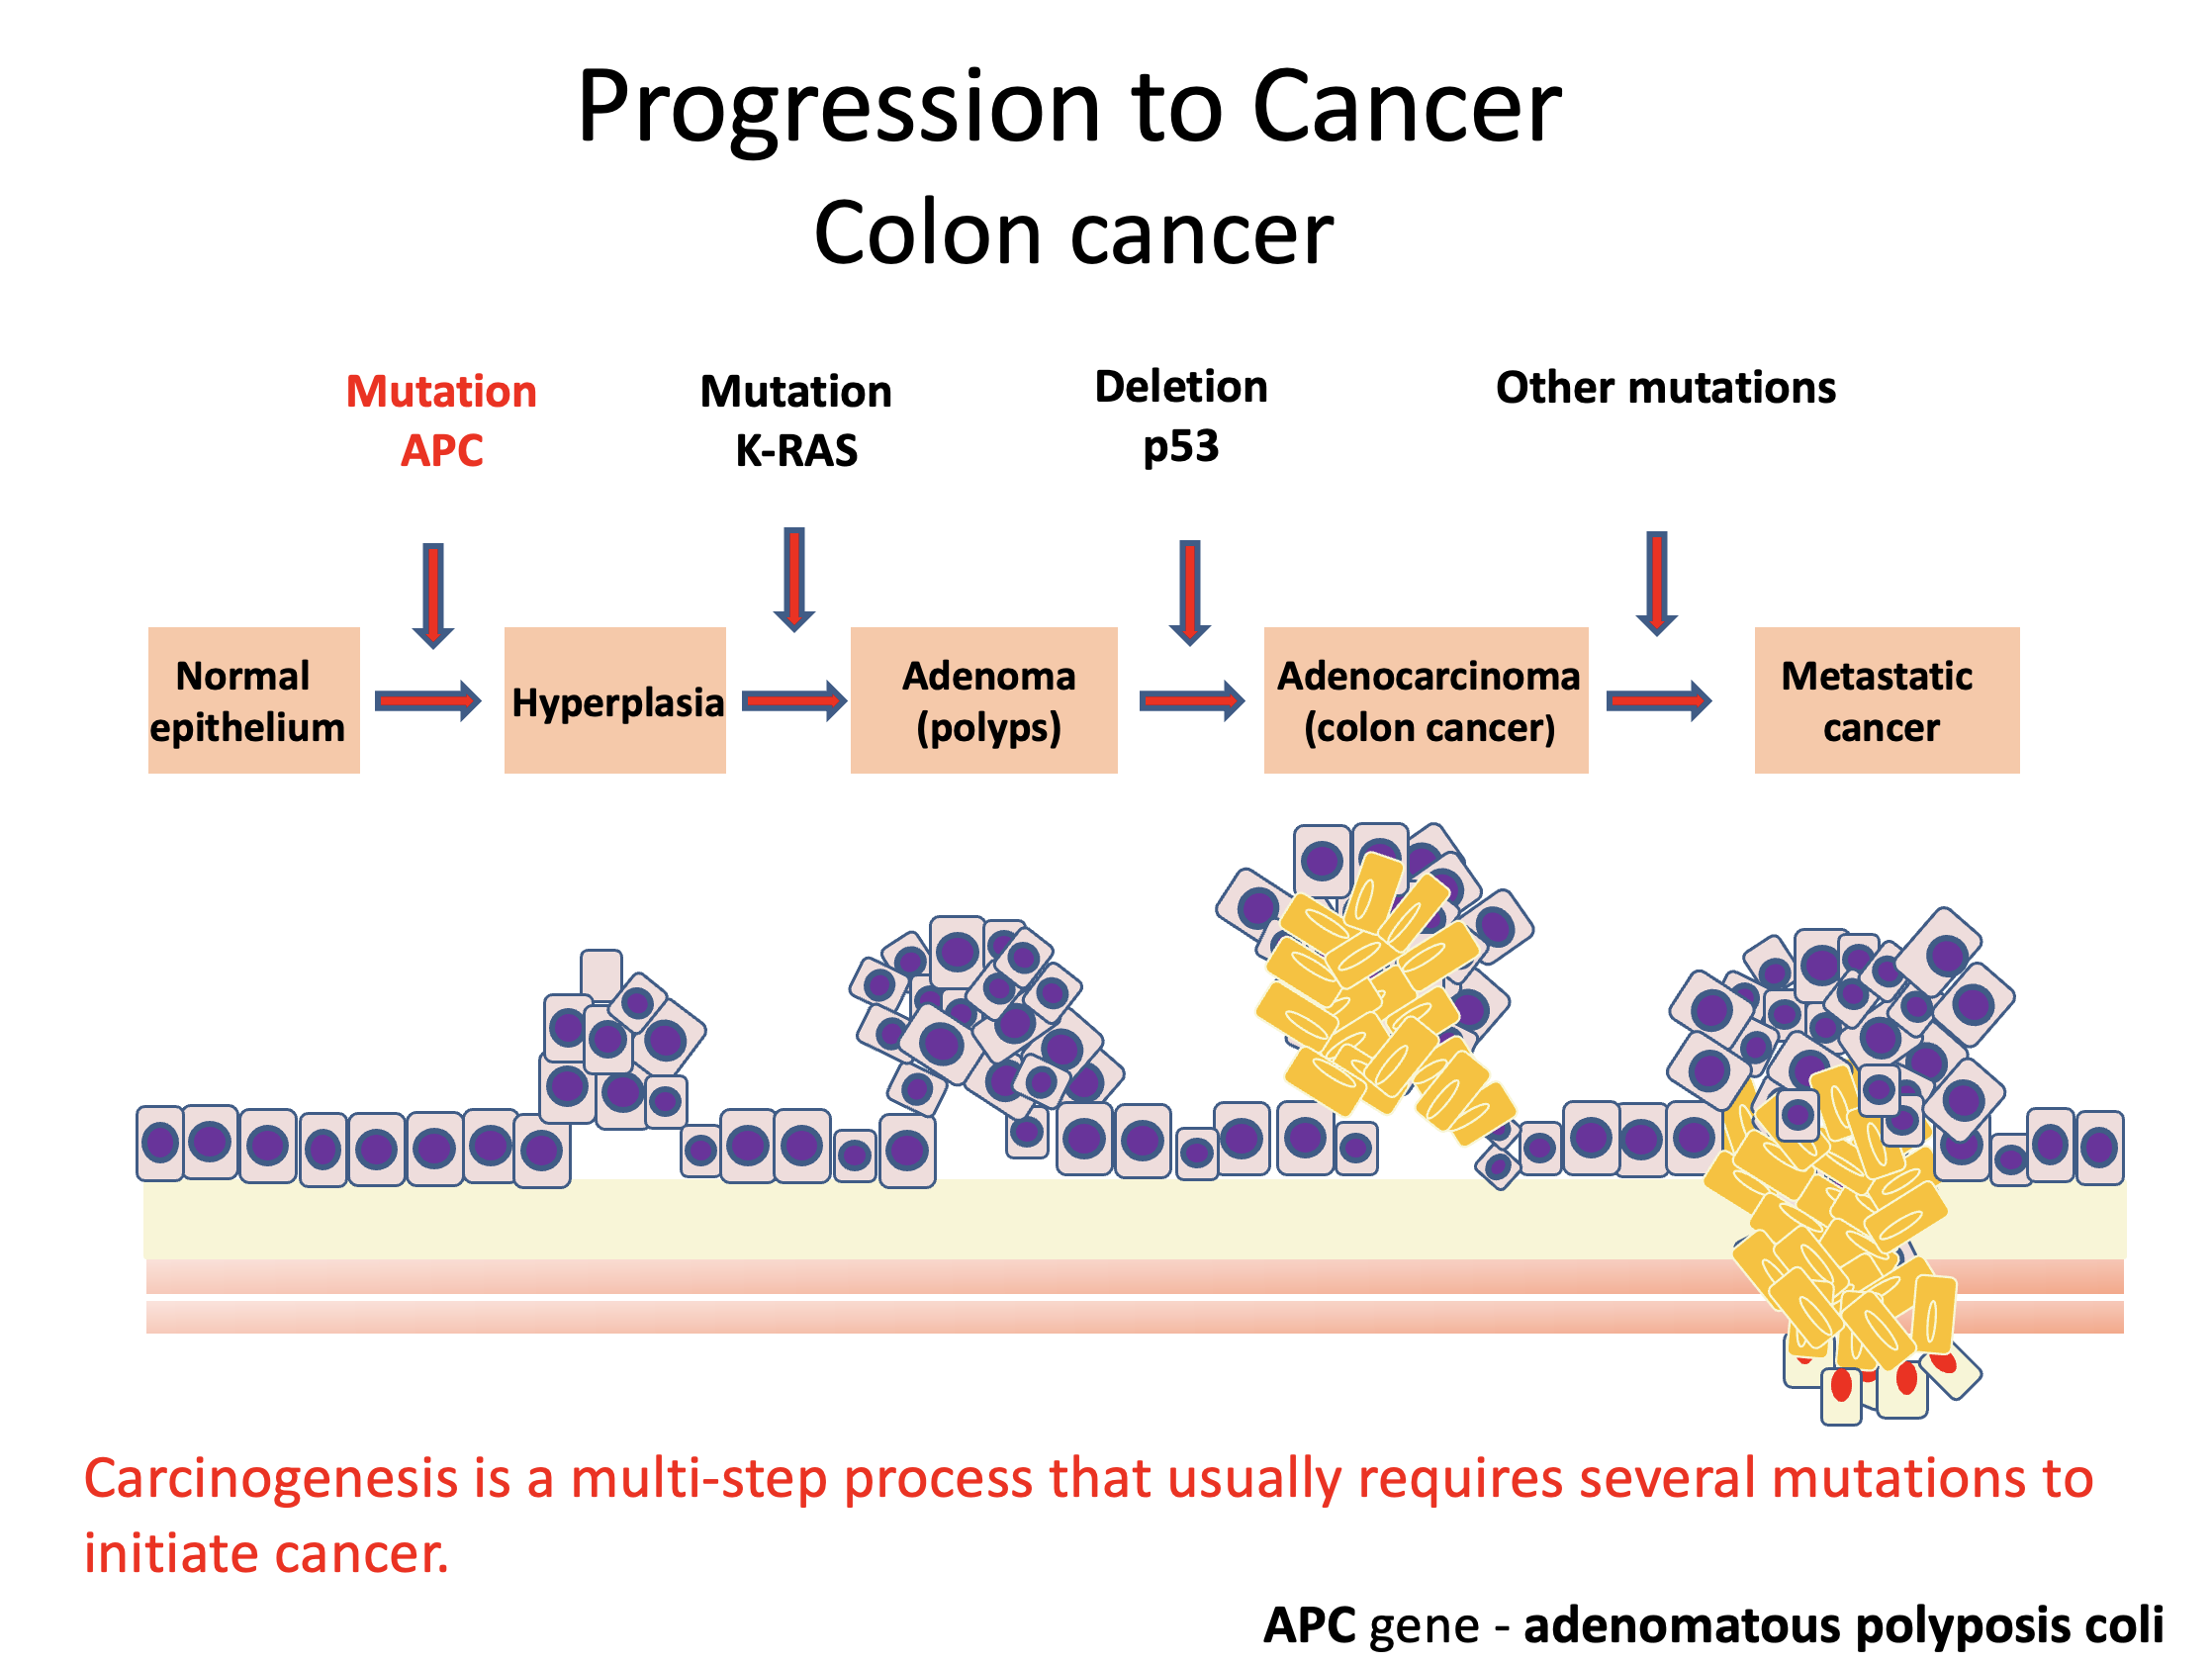 Progression to Cancer
Colon cancer
Mutation
APC
Mutation
K-RAS
Deletion
p53
Other mutations
Normal
epithelium
Hyperplasia
Adenoma
(polyps)
Adenocarcinoma
(colon cancer)
Metastatic
cancer
Carcinogenesis is a multi-step process that usually requires several mutations to
initiate cancer.
APC gene - adenomatous polyposis coli